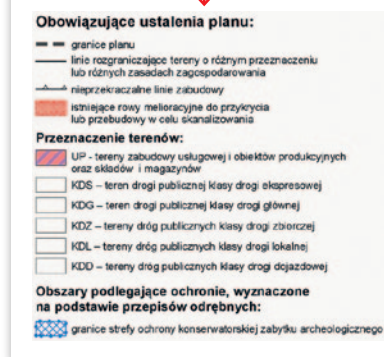 Obowiązujące ustalenia planu:
granice planu
linie rozgraniczające tereny o różnym przeznaczeniu
lub różnych zasadach zagospodarowania
nieprzekraczalne linie zabudowy
istniejące rowy melioracyjne do przykrycia
lub przebudowy w celu skanalizowania
Przeznaczenie terenów:
UP - tereny zabudowy usługowej i obiektów produkcyjnych
oraz składów i magazynów
KDS – teren drogi publicznej klasy drogi ekspresowej
KDG – teren drogi publicznej klasy drogi głównej
KDZ – tereny dróg publicznych klasy drogi zbiorczej
KDL – tereny dróg publicznych klasy drogi lokalnej
KDD – tereny dróg publicznych klasy drogi dojazdowej
Obszary podlegające ochronie, wyznaczone
na podstawie przepisów odrębnych:
granice strefy ochrony konserwatorskiej zabytku archeologicznego